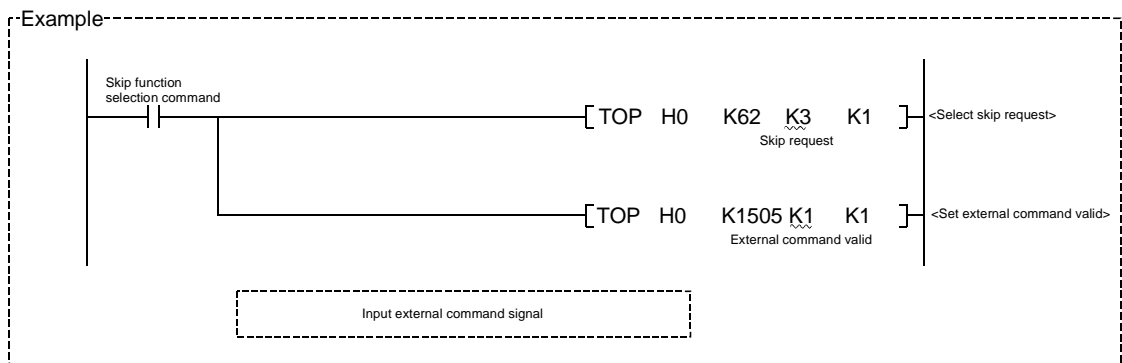 Example
Skip function
selection command
TOP H0 K62 K3 K1 <Select skip request>
Skip request
TOP H0 K1505 K1 K1 <Set external command valid>
External command valid
Input external command signal